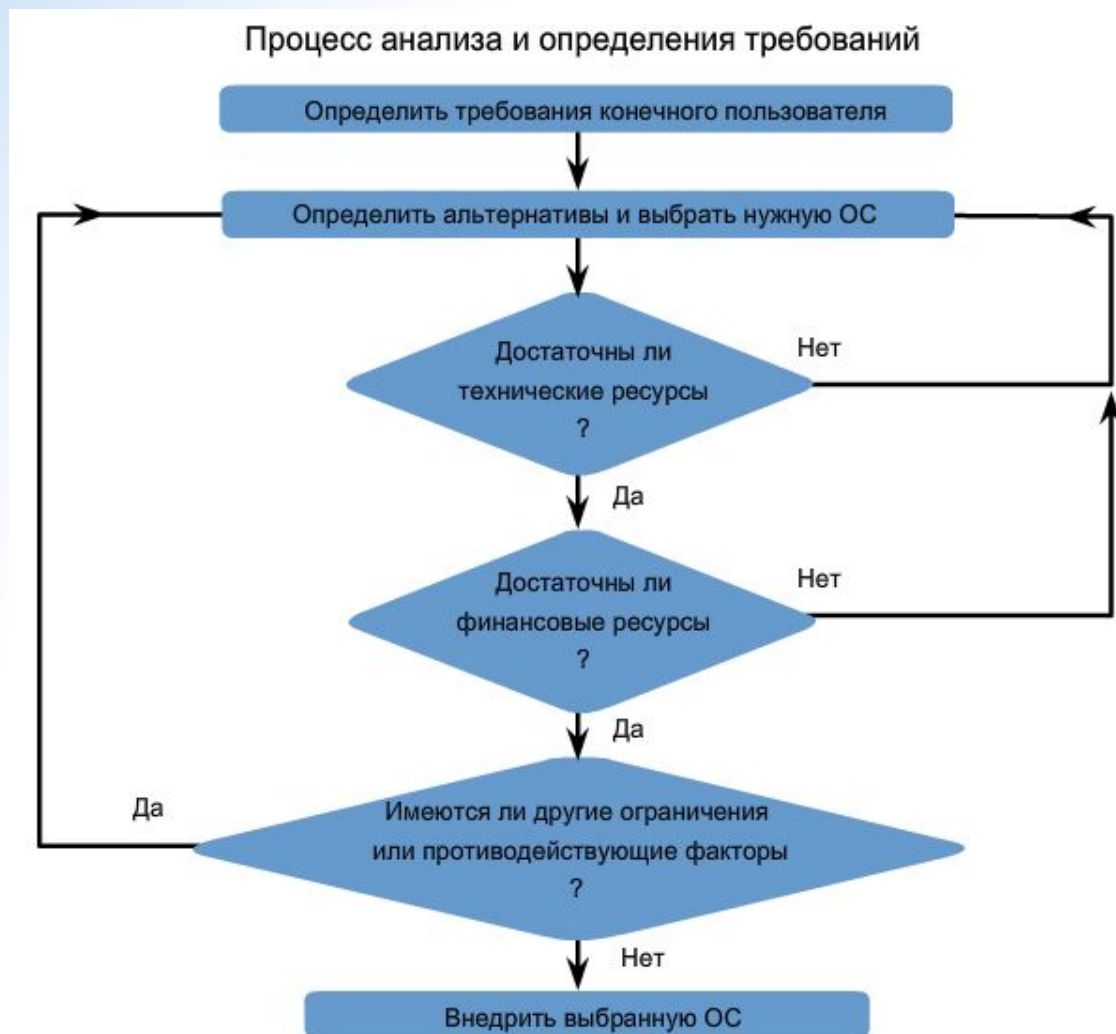 Процесс анализа и определения требований
Определить требования конечного пользователя
Определить альтернативы и выбрать нужную ОС
Достаточны ли
технические ресурсы
?
Нет
Да
Достаточны ли
финансовые ресурсы
?
Нет
Да
Имеются ли другие ограничения
или противодействующие факторы
?
Да
Нет
Внедрить выбранную ОС